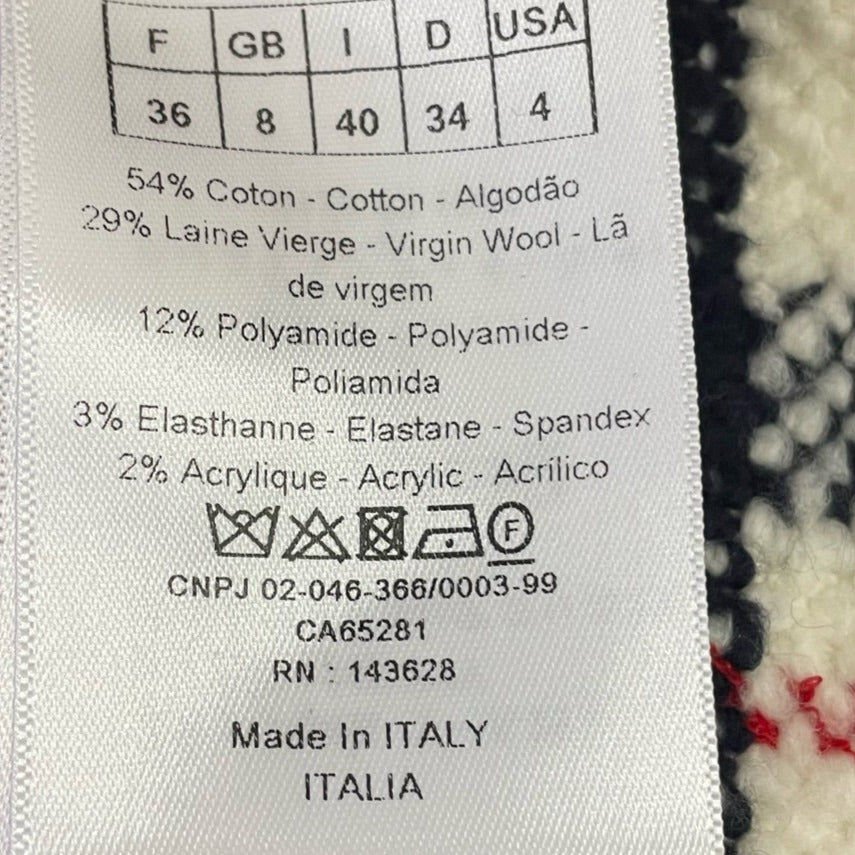 F GB I D USA
36 8 40 34 4
54% Coton - Cotton - Algodão
29% Laine Vierge - Virgin Wool - Lã
de virgem
12% Polyamide - Polyamide -
Poliamida
3% Elasthanne - Elastane - Spandex
2% Acrylique - Acrylic - Acrílico
F
CNPJ 02-046-366/0003-99
CA65281
RN : 143628
Made In ITALY
ITALIA